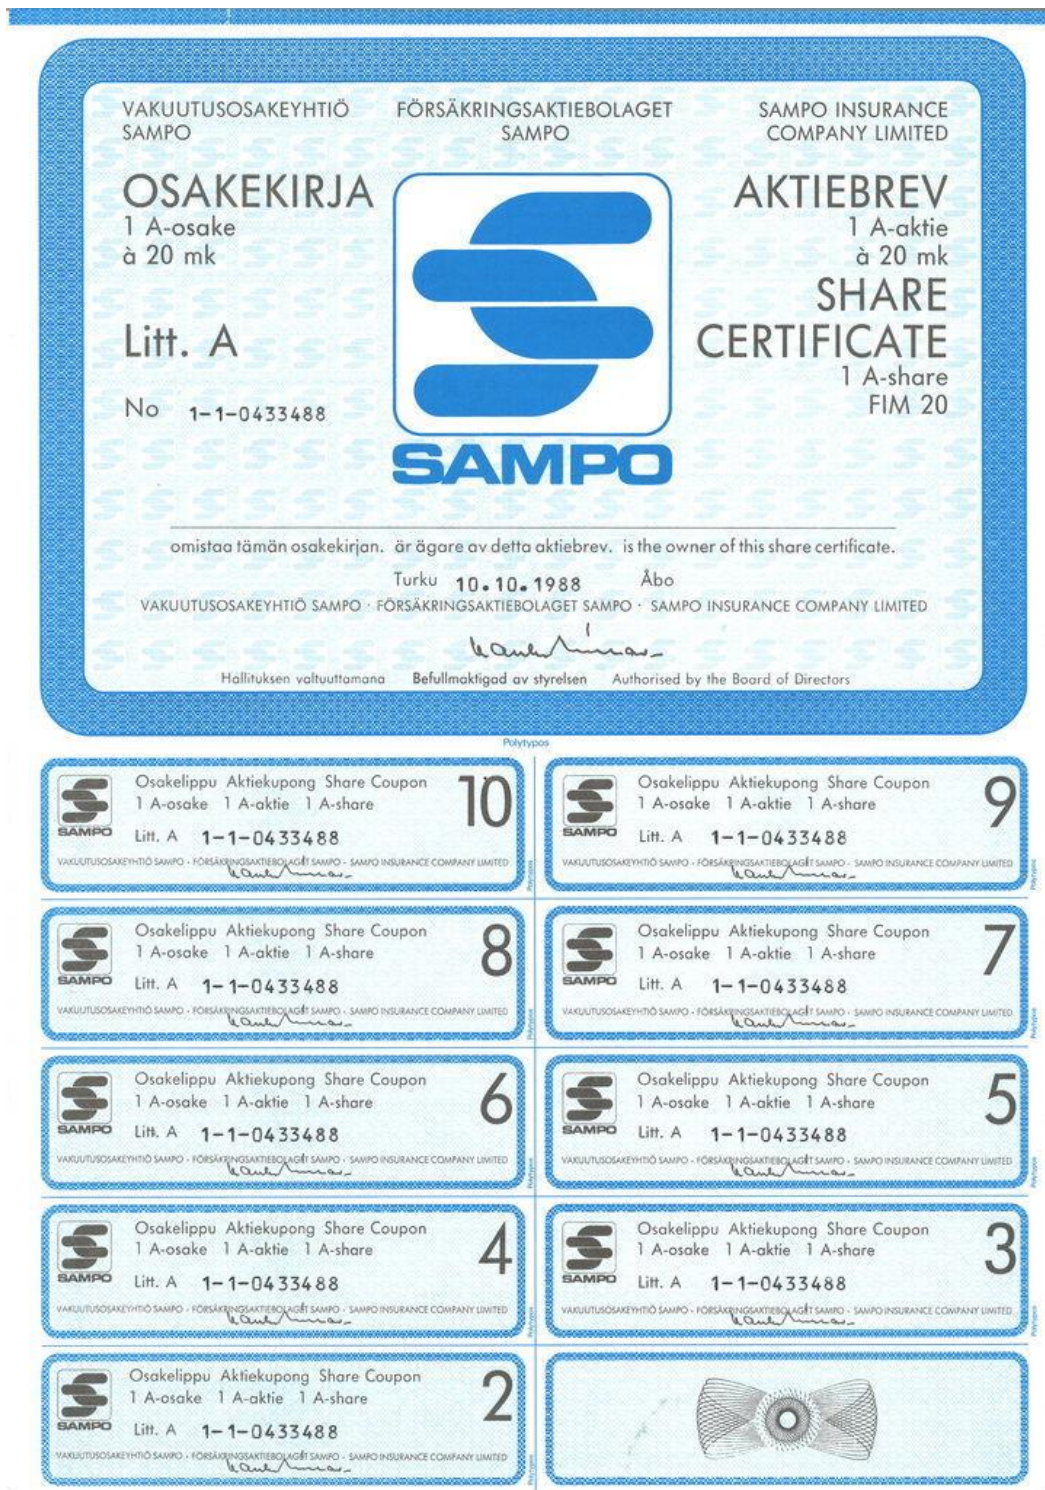 VAKUUTUSOSAKEYHTIÖ
SAMPO
FÖRSÄKRINGSAKTIEBOLAGET
SAMPO
SAMPO INSURANCE
COMPANY LIMITED
OSAKEKIRJA
1 A-osake
à 20 mk
Litt. A
No 1-1-0433488
AKTIEBREV
1 A-aktie
à 20 mk
SHARE
CERTIFICATE
1 A-share
FIM 20
SAMPO
omistaa tämän osakekirjan. är ägare av detta aktiebrev. is the owner of this share certificate.
Turku 10.10.1988 Åbo
VAKUUTUSOSAKEYHTIÖ SAMPO · FÖRSÄKRINGSAKTIEBOLAGET SAMPO · SAMPO INSURANCE COMPANY LIMITED
Hallituksen valtuuttamana Befullmaktigad av styrelsen Authorised by the Board of Directors
Polytypos
Osakelippu Aktiekupong Share Coupon 10
1 A-osake 1 A-aktie 1 A-share
SAMPO Litt. A 1-1-0433488
VAKUUTUSOSAKEYHTIÖ SAMPO - FÖRSÄKRINGSAKTIEBOLAGET SAMPO - SAMPO INSURANCE COMPANY LIMITED
Polytypos
Osakelippu Aktiekupong Share Coupon 9
1 A-osake 1 A-aktie 1 A-share
SAMPO Litt. A 1-1-0433488
VAKUUTUSOSAKEYHTIÖ SAMPO - FÖRSÄKRINGSAKTIEBOLAGET SAMPO - SAMPO INSURANCE COMPANY LIMITED
Polytypos
Osakelippu Aktiekupong Share Coupon 8
1 A-osake 1 A-aktie 1 A-share
SAMPO Litt. A 1-1-0433488
VAKUUTUSOSAKEYHTIÖ SAMPO - FÖRSÄKRINGSAKTIEBOLAGET SAMPO - SAMPO INSURANCE COMPANY LIMITED
Polytypos
Osakelippu Aktiekupong Share Coupon 7
1 A-osake 1 A-aktie 1 A-share
SAMPO Litt. A 1-1-0433488
VAKUUTUSOSAKEYHTIÖ SAMPO - FÖRSÄKRINGSAKTIEBOLAGET SAMPO - SAMPO INSURANCE COMPANY LIMITED
Polytypos
Osakelippu Aktiekupong Share Coupon 6
1 A-osake 1 A-aktie 1 A-share
SAMPO Litt. A 1-1-0433488
VAKUUTUSOSAKEYHTIÖ SAMPO - FÖRSÄKRINGSAKTIEBOLAGET SAMPO - SAMPO INSURANCE COMPANY LIMITED
Polytypos
Osakelippu Aktiekupong Share Coupon 5
1 A-osake 1 A-aktie 1 A-share
SAMPO Litt. A 1-1-0433488
VAKUUTUSOSAKEYHTIÖ SAMPO - FÖRSÄKRINGSAKTIEBOLAGET SAMPO - SAMPO INSURANCE COMPANY LIMITED
Polytypos
Osakelippu Aktiekupong Share Coupon 4
1 A-osake 1 A-aktie 1 A-share
SAMPO Litt. A 1-1-0433488
VAKUUTUSOSAKEYHTIÖ SAMPO - FÖRSÄKRINGSAKTIEBOLAGET SAMPO - SAMPO INSURANCE COMPANY LIMITED
Polytypos
Osakelippu Aktiekupong Share Coupon 3
1 A-osake 1 A-aktie 1 A-share
SAMPO Litt. A 1-1-0433488
VAKUUTUSOSAKEYHTIÖ SAMPO - FÖRSÄKRINGSAKTIEBOLAGET SAMPO - SAMPO INSURANCE COMPANY LIMITED
Polytypos
Osakelippu Aktiekupong Share Coupon 2
1 A-osake 1 A-aktie 1 A-share
SAMPO Litt. A 1-1-0433488
VAKUUTUSOSAKEYHTIÖ SAMPO - FÖRSÄKRINGSAKTIEBOLAGET SAMPO - SAMPO INSURANCE COMPANY LIMITED
Polytypos